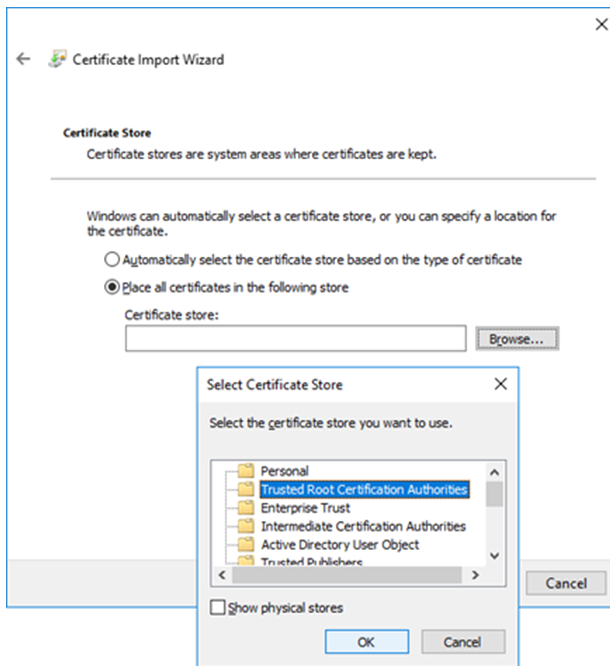 Certificate Import Wizard
Certificate Store
Certificate stores are system areas where certificates are kept.
Windows can automatically select a certificate store, or you can specify a location for
the certificate.
Automatically select the certificate store based on the type of certificate
Place all certificates in the following store
Certificate store:
Browse...
Select Certificate Store
Select the certificate store you want to use.
Personal
Trusted Root Certification Authorities
Enterprise Trust
Intermediate Certification Authorities
Active Directory User Object
Trusted Publishers
Show physical stores
OK
Cancel
Cancel